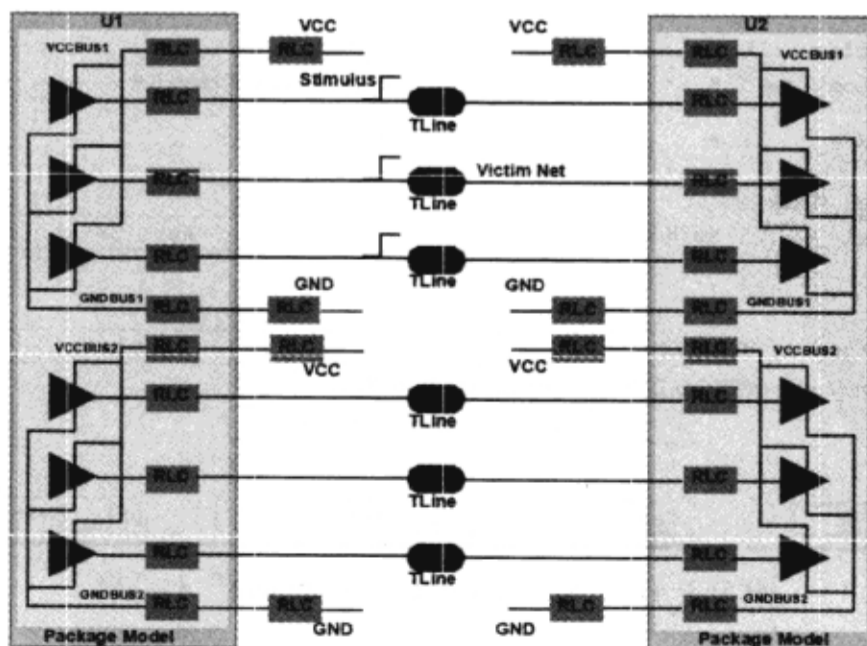 U1
U2
VCC
VCC
VCCBUS1
RLC
RLC
RLC
RLC
VCCBUS1
Stimulus
RLC
RLC
TLine
RLC
Victim Net
RLC
TLine
RLC
RLC
TLine
GND
GND
GNDBUS1
RLC
RLC
RLC
RLC
GNDBUS1
VCCBUS2
RLC
RLC
RLC
RLC
VCCBUS2
VCC
VCC
RLC
RLC
TLine
RLC
RLC
TLine
RLC
RLC
TLine
GNDBUS2
RLC
RLC
RLC
RLC
GNDBUS2
GND
GND
Package Model
Package Model